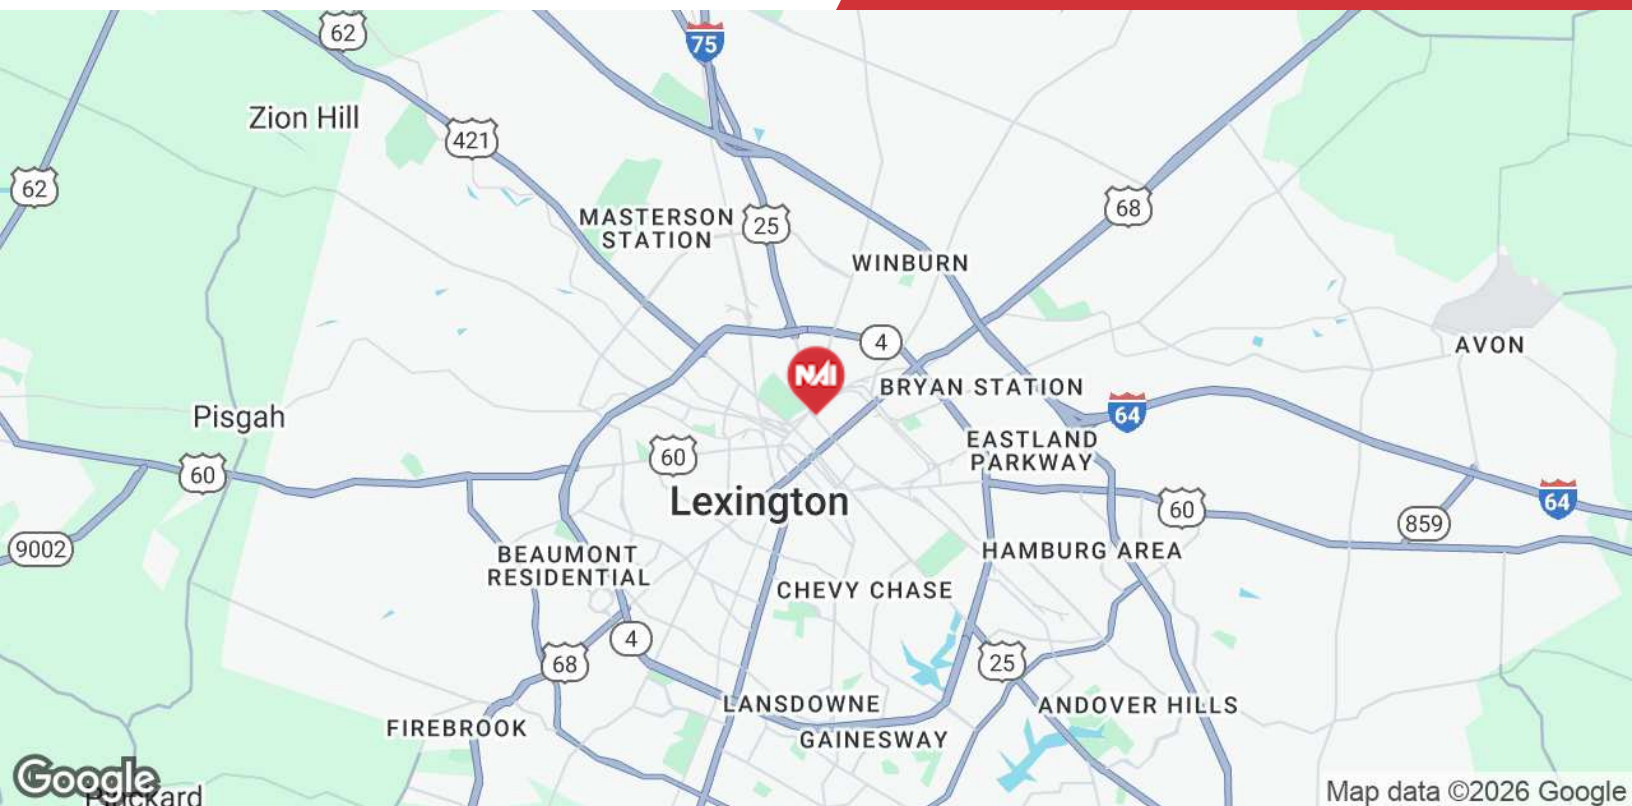 62
75
Zion Hill
421
62
MASTERSON
STATION
25
68
WINBURN
4
AVON
NAI
BRYAN STATION
64
Pisgah
EASTLAND
PARKWAY
60
60
Lexington
60
64
859
9002
BEAUMONT
RESIDENTIAL
HAMBURG AREA
CHEVY CHASE
4
68
25
LANSDOWNE
ANDOVER HILLS
FIREBROOK
GAINESWAY
Google
Map data ©2026 Google